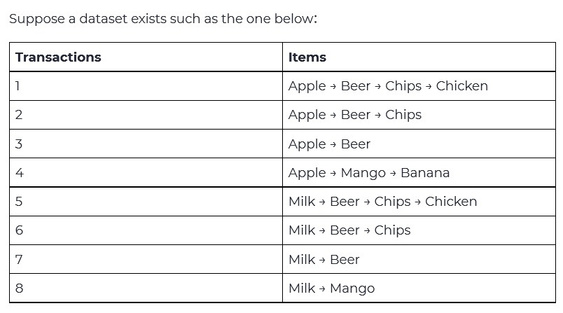 Suppose a dataset exists such as the one below:
Transactions Items
1 Apple → Beer → Chips → Chicken
2 Apple → Beer → Chips
3 Apple → Beer
4 Apple → Mango → Banana
5 Milk → Beer → Chips → Chicken
6 Milk → Beer → Chips
7 Milk → Beer
8 Milk → Mango